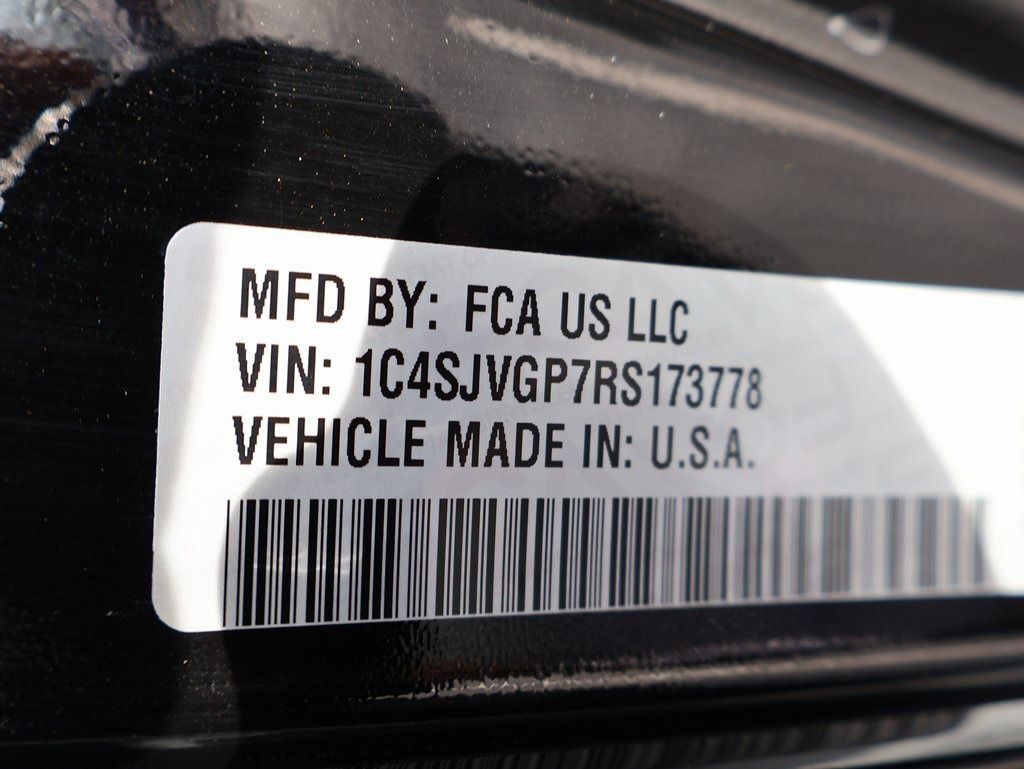 MFD BY: FCA US LLC
VIN: 1C4SJVGP7RS173778
VEHICLE MADE IN: U.S.A.